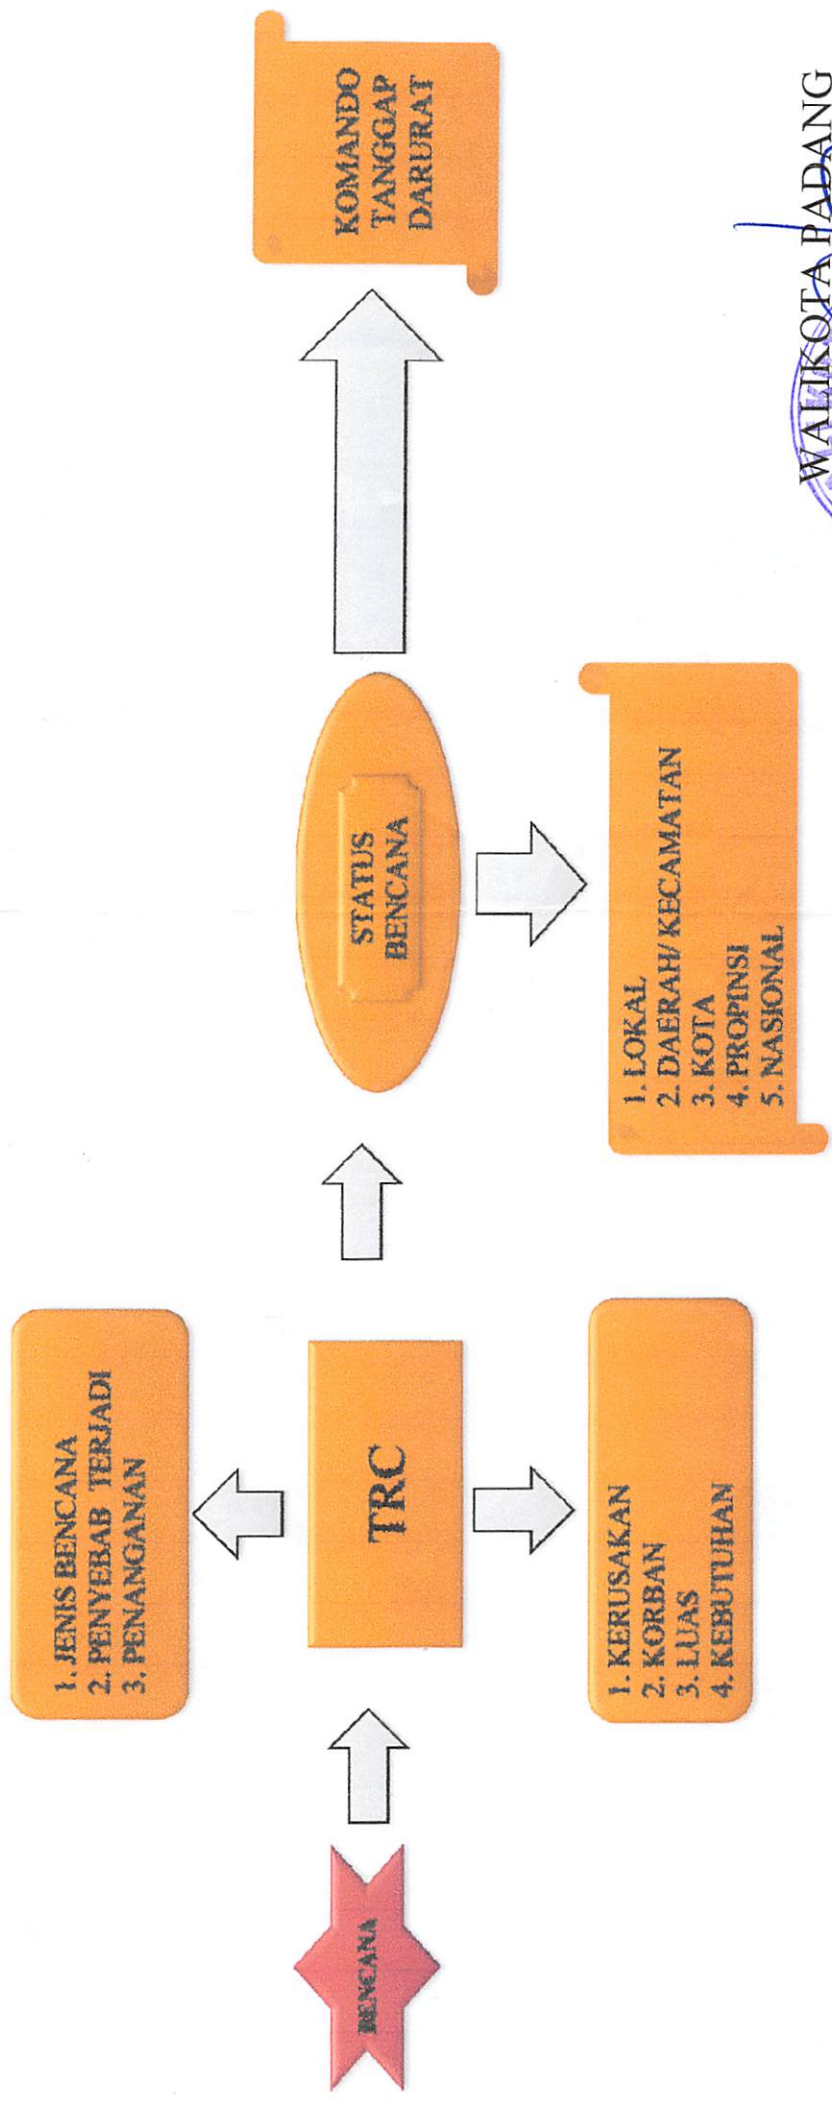 BENCANA
1. JENIS BENCANA
2. PENYEBAB TERJADI
3. PENANGANAN
TRC
1. KERUSAKAN
2. KORBAN
3. LUAS
4. KEBUTUHAN
STATUS
BENCANA
1. LOKAL
2. DAERAH/ KECAMATAN
3. KOTA
4. PROPINSI
5. NASIONAL
KOMANDO
TANGGAP
DARURAT
WALIKOTA PADANG